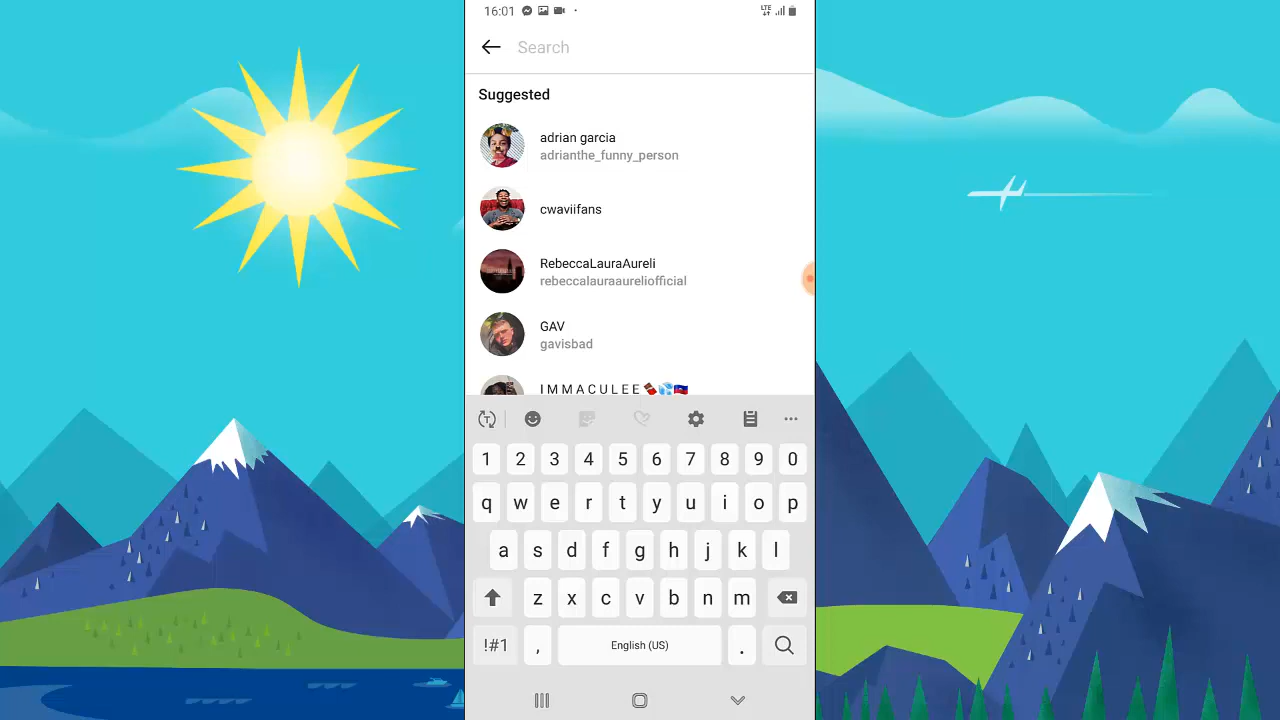 16:01
LTE
Search
Suggested
adrian garcia
adrianthe_funny_person
cwaviifans
RebeccaLauraAureli
rebeccalauraaureliofficial
GAV
gavisbad
I M M A C U L E E 🍫💦🇭🇹
T
1 2 3 4 5 6 7 8 9 0
q w e r t y u i o p
a s d f g h j k l
z x c v b n m
!#1 , English (US) .